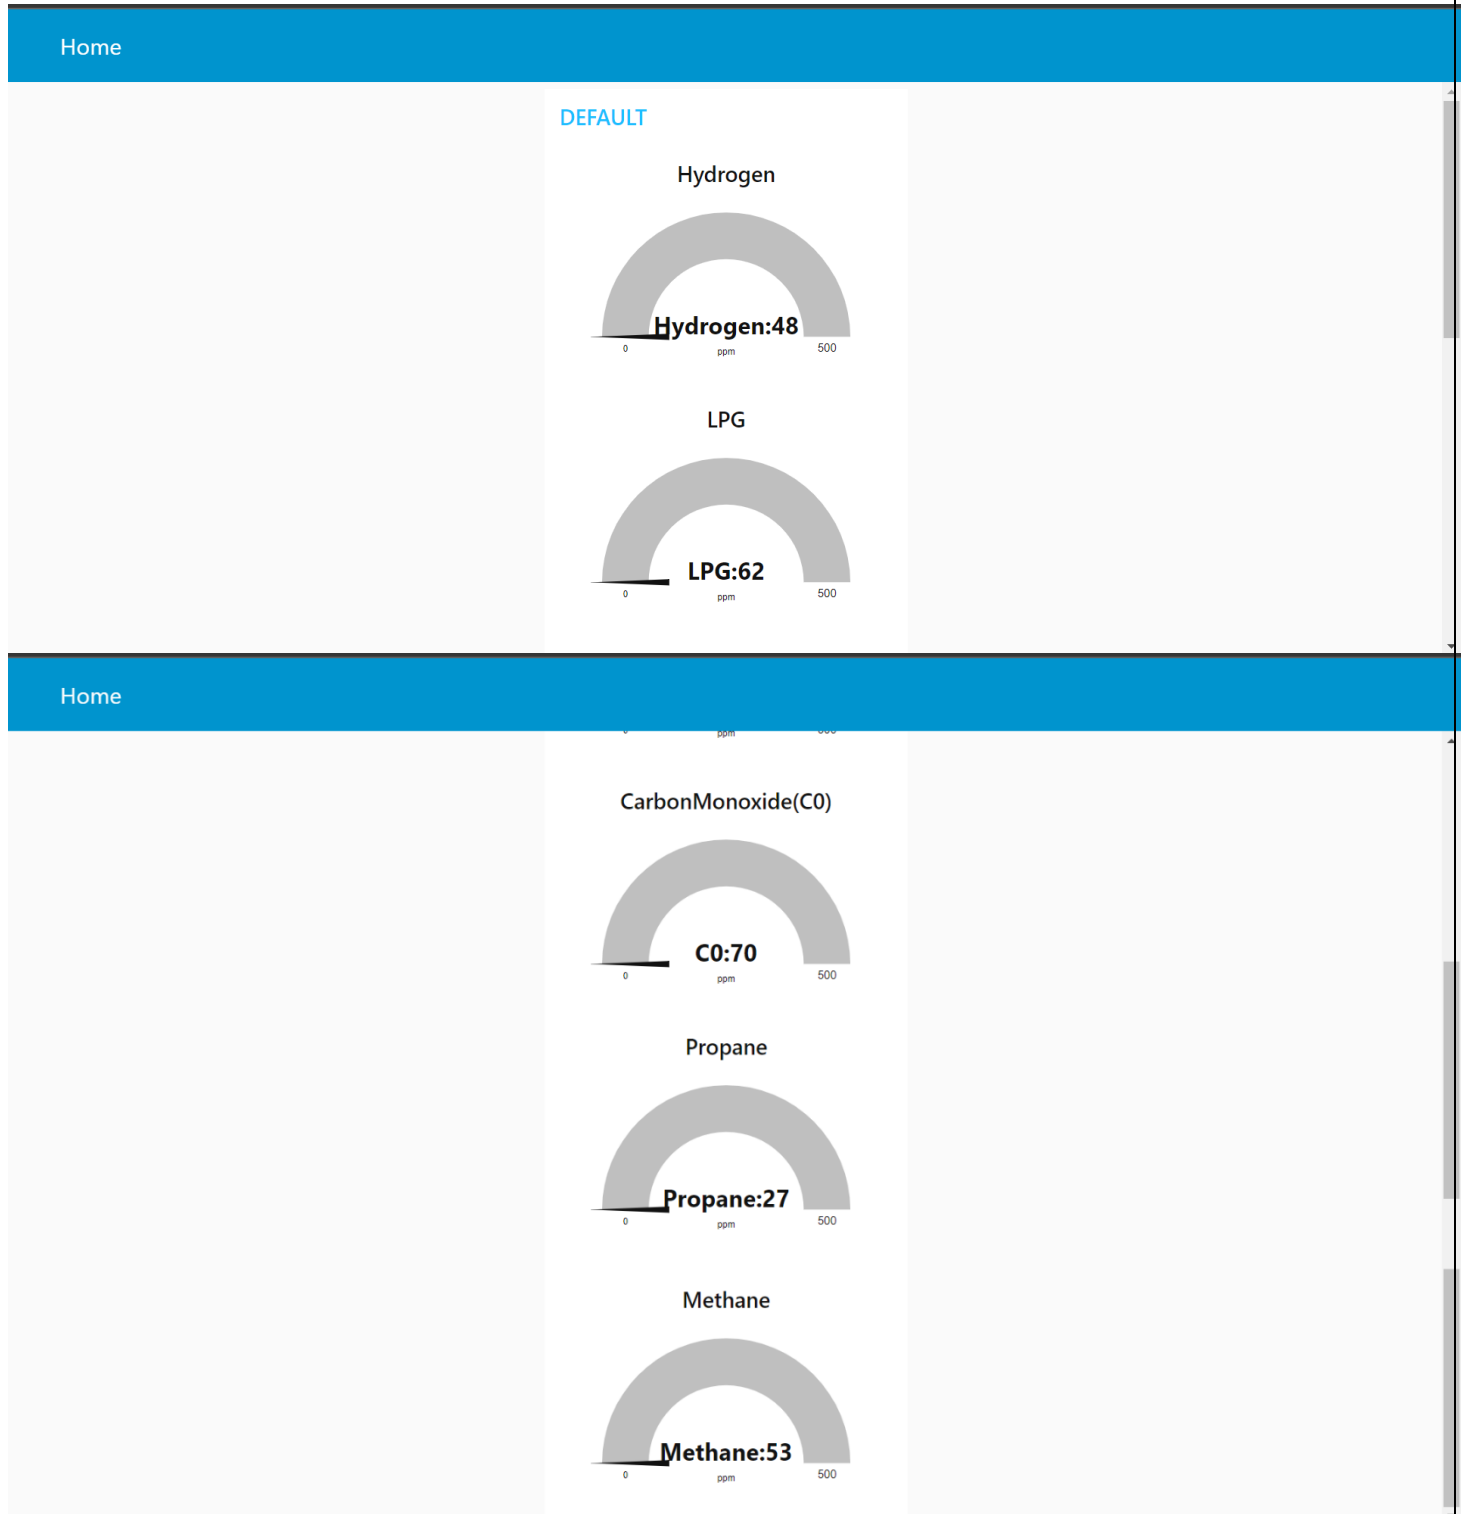 Home
DEFAULT
Hydrogen
Hydrogen:48
0 ppm 500
LPG
LPG:62
0 ppm 500
Home
ppm
CarbonMonoxide(C0)
C0:70
0 ppm 500
Propane
Propane:27
0 ppm 500
Methane
Methane:53
0 ppm 500